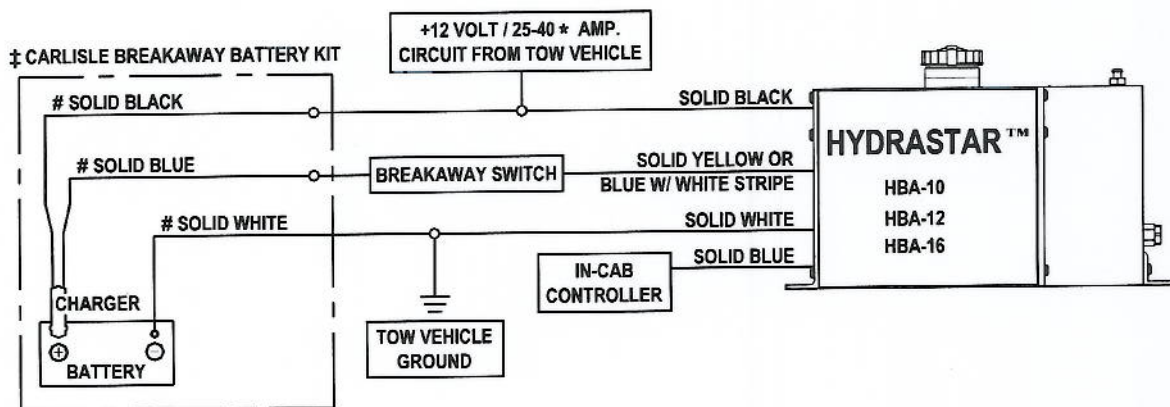 +12 VOLT / 25-40 * AMP.
CIRCUIT FROM TOW VEHICLE
‡ CARLISLE BREAKAWAY BATTERY KIT
# SOLID BLACK
SOLID BLACK
# SOLID BLUE
BREAKAWAY SWITCH
SOLID YELLOW OR
BLUE W/ WHITE STRIPE
# SOLID WHITE
SOLID WHITE
SOLID BLUE
IN-CAB
CONTROLLER
HYDRASTAR™
HBA-10
HBA-12
HBA-16
CHARGER
+
−
BATTERY
TOW VEHICLE
GROUND